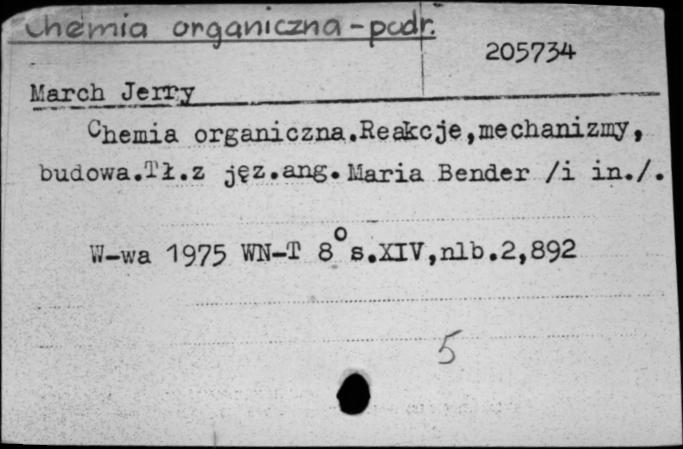 Chemia organiczna-podr.
205734
March Jerry
Chemia organiczna.Reakcje,mechanizmy,
budowa.Tł.z jęz.ang.Maria Bender /i in./.
W-wa 1975 WN-T 8° s.XIV,nlb.2,892
5